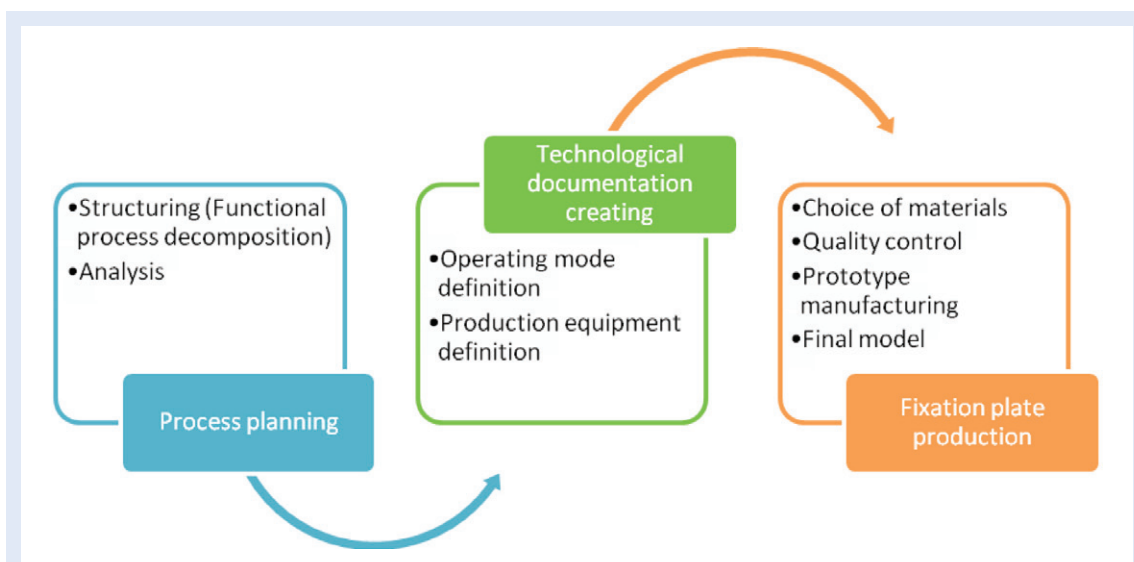 •Structuring (Functional
process decomposition)
•Analysis
Process planning
Technological
documentation
creating
•Operating mode
definition
•Production equipment
definition
•Choice of materials
•Quality control
•Prototype
manufacturing
•Final model
Fixation plate
production